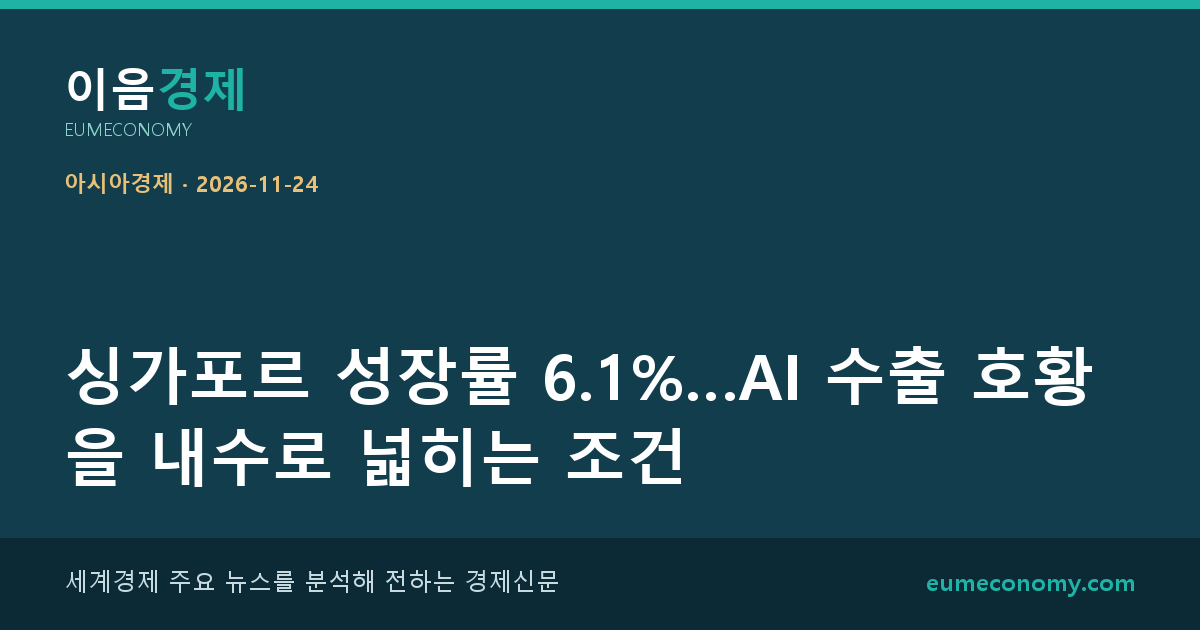 이음경제
EUMECONOMY
아시아경제 · 2026-11-24
싱가포르 성장률 6.1%...AI 수출 호황
을 내수로 넓히는 조건
세계경제 주요 뉴스를 분석해 전하는 경제신문
eumeconomy.com